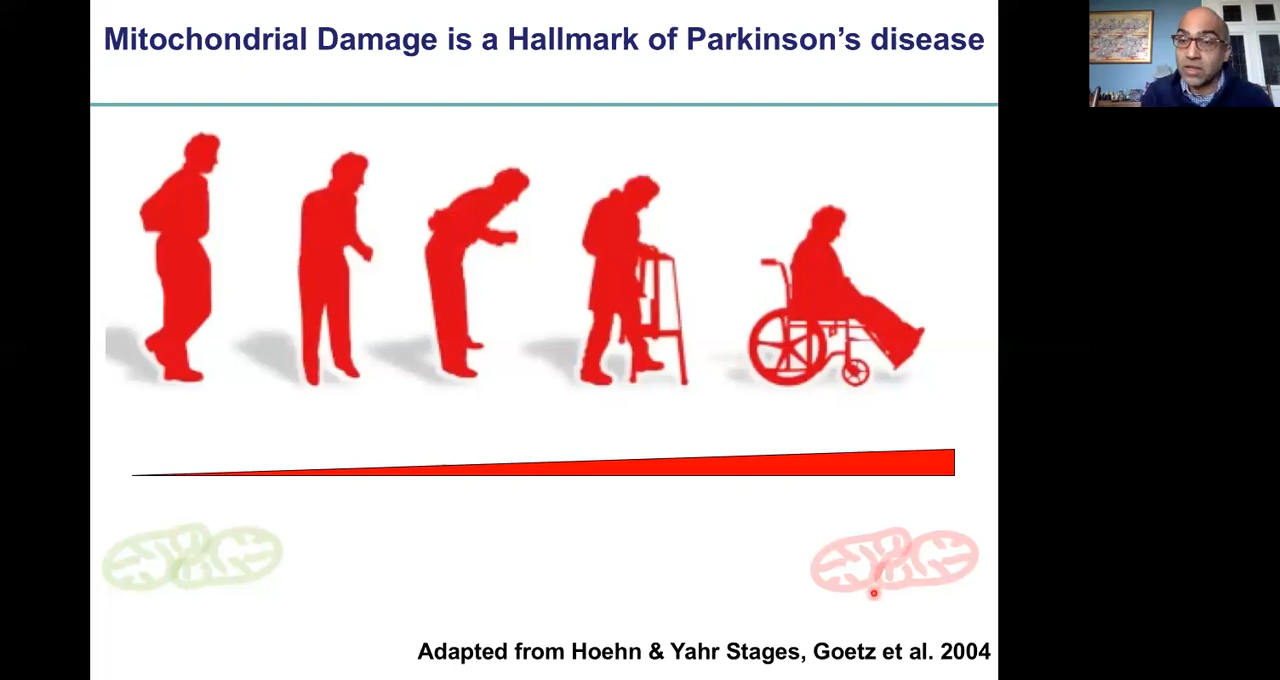 Mitochondrial Damage is a Hallmark of Parkinson’s disease
Adapted from Hoehn & Yahr Stages, Goetz et al. 2004